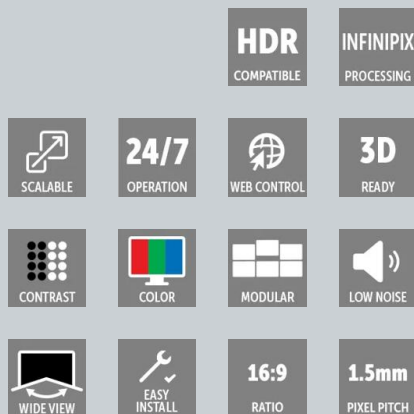 HDR
COMPATIBLE
INFINIPIX
PROCESSING
SCALABLE
24/7
OPERATION
WEB CONTROL
3D
READY
CONTRAST
COLOR
MODULAR
LOW NOISE
WIDE VIEW
EASY
INSTALL
16:9
RATIO
1.5mm
PIXEL PITCH